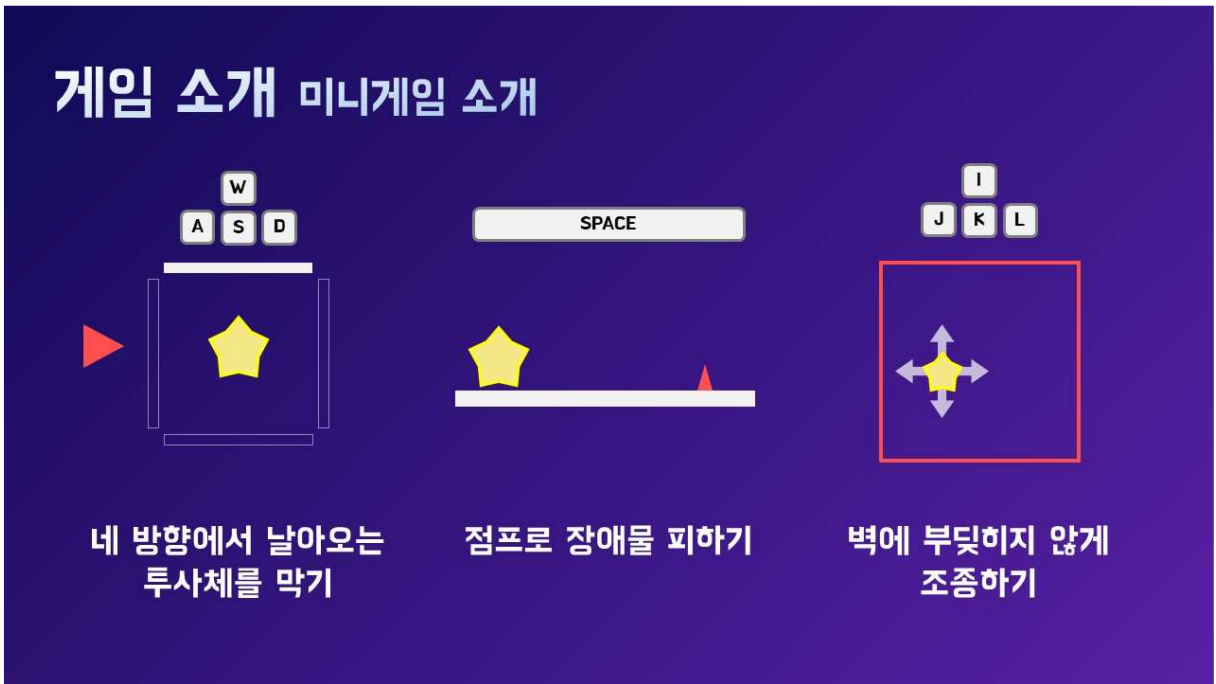 게임 소개 미니게임 소개
W
A S D
네 방향에서 날아오는
투사체를 막기
SPACE
점프로 장애물 피하기
I
J K L
벽에 부딪히지 않게
조종하기